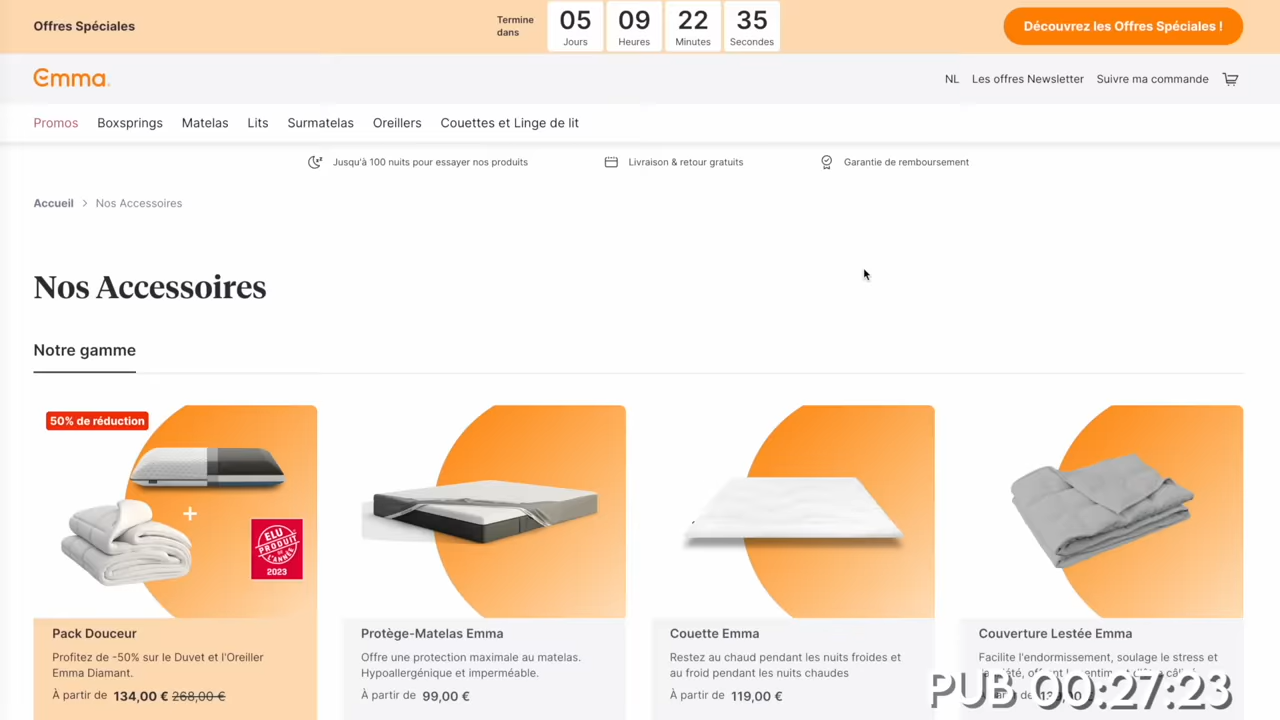 Offres Spéciales
Termine
dans
05
Jours
09
Heures
22
Minutes
35
Secondes
Découvrez les Offres Spéciales !
Emma
NL
Les offres Newsletter
Suivre ma commande
Promos
Boxsprings
Matelas
Lits
Surmatelas
Oreillers
Couettes et Linge de lit
Jusqu'à 100 nuits pour essayer nos produits
Livraison & retour gratuits
Garantie de remboursement
Accueil > Nos Accessoires
Nos Accessoires
Notre gamme
50% de réduction
+
ELU
PRODUIT
DE
L'ANNÉE
2023
Pack Douceur
Profitez de -50% sur le Duvet et l'Oreiller
Emma Diamant.
À partir de 134,00 € 268,00 €
Protège-Matelas Emma
Offre une protection maximale au matelas.
Hypoallergénique et imperméable.
À partir de 99,00 €
Couette Emma
Restez au chaud pendant les nuits froides et
au froid pendant les nuits chaudes
À partir de 119,00 €
Couverture Lestée Emma
Facilite l'endormissement, soulage le stress et
À partir de
PUB 00:27:23